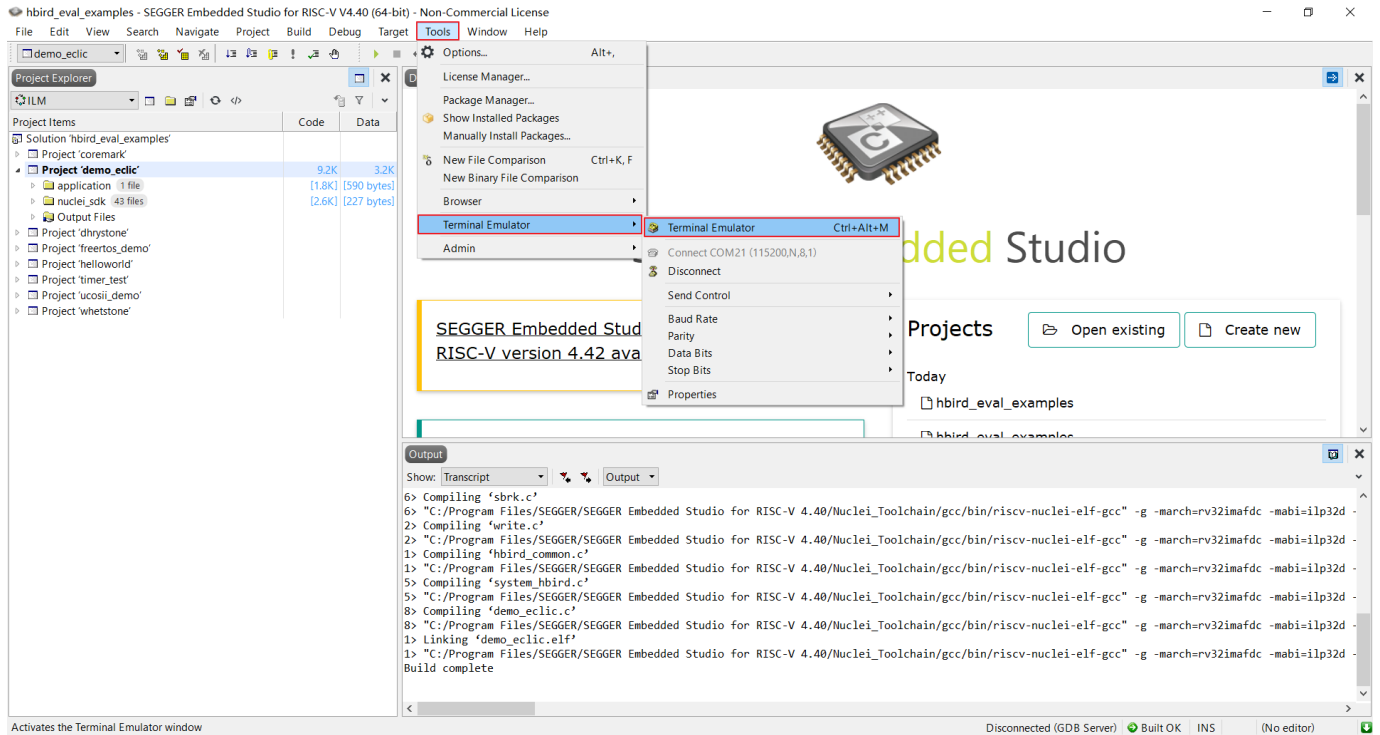 hbird_eval_examples - SEGGER Embedded Studio for RISC-V V4.40 (64-bit) - Non-Commercial License
File Edit View Search Navigate Project Build Debug Target Tools Window Help
demo_eclic
Options... Alt+,
License Manager...
Package Manager...
Show Installed Packages
Manually Install Packages...
New File Comparison Ctrl+K, F
New Binary File Comparison
Browser
Terminal Emulator
Admin
Terminal Emulator Ctrl+Alt+M
Connect COM21 (115200,N,8,1)
Disconnect
Send Control
Baud Rate
Parity
Data Bits
Stop Bits
Properties
Project Explorer
ILM
Project Items Code Data
Solution 'hbird_eval_examples'
Project 'coremark'
Project 'demo_eclic' 9.2K 3.2K
application 1 file [1.8K] [590 bytes]
nuclei_sdk 43 files [2.6K] [227 bytes]
Output Files
Project 'dhrystone'
Project 'freertos_demo'
Project 'helloworld'
Project 'timer_test'
Project 'ucosii_demo'
Project 'whetstone'
C ++
dded Studio
SEGGER Embedded Stud
RISC-V version 4.42 ava
Projects
Open existing
Create new
Today
hbird_eval_examples
hbird_eval_examples
Output
Show: Transcript Output
6> Compiling ‘sbrk.c’
6> "C:/Program Files/SEGGER/SEGGER Embedded Studio for RISC-V 4.40/Nuclei_Toolchain/gcc/bin/riscv-nuclei-elf-gcc" -g -march=rv32imafdc -mabi=ilp32d -
2> Compiling ‘write.c’
2> "C:/Program Files/SEGGER/SEGGER Embedded Studio for RISC-V 4.40/Nuclei_Toolchain/gcc/bin/riscv-nuclei-elf-gcc" -g -march=rv32imafdc -mabi=ilp32d -
1> Compiling ‘hbird_common.c’
1> "C:/Program Files/SEGGER/SEGGER Embedded Studio for RISC-V 4.40/Nuclei_Toolchain/gcc/bin/riscv-nuclei-elf-gcc" -g -march=rv32imafdc -mabi=ilp32d -
5> Compiling ‘system_hbird.c’
5> "C:/Program Files/SEGGER/SEGGER Embedded Studio for RISC-V 4.40/Nuclei_Toolchain/gcc/bin/riscv-nuclei-elf-gcc" -g -march=rv32imafdc -mabi=ilp32d -
8> Compiling ‘demo_eclic.c’
8> "C:/Program Files/SEGGER/SEGGER Embedded Studio for RISC-V 4.40/Nuclei_Toolchain/gcc/bin/riscv-nuclei-elf-gcc" -g -march=rv32imafdc -mabi=ilp32d -
1> Linking ‘demo_eclic.elf’
1> "C:/Program Files/SEGGER/SEGGER Embedded Studio for RISC-V 4.40/Nuclei_Toolchain/gcc/bin/riscv-nuclei-elf-gcc" -g -march=rv32imafdc -mabi=ilp32d -
Build complete
Activates the Terminal Emulator window
Disconnected (GDB Server) Built OK INS (No editor)